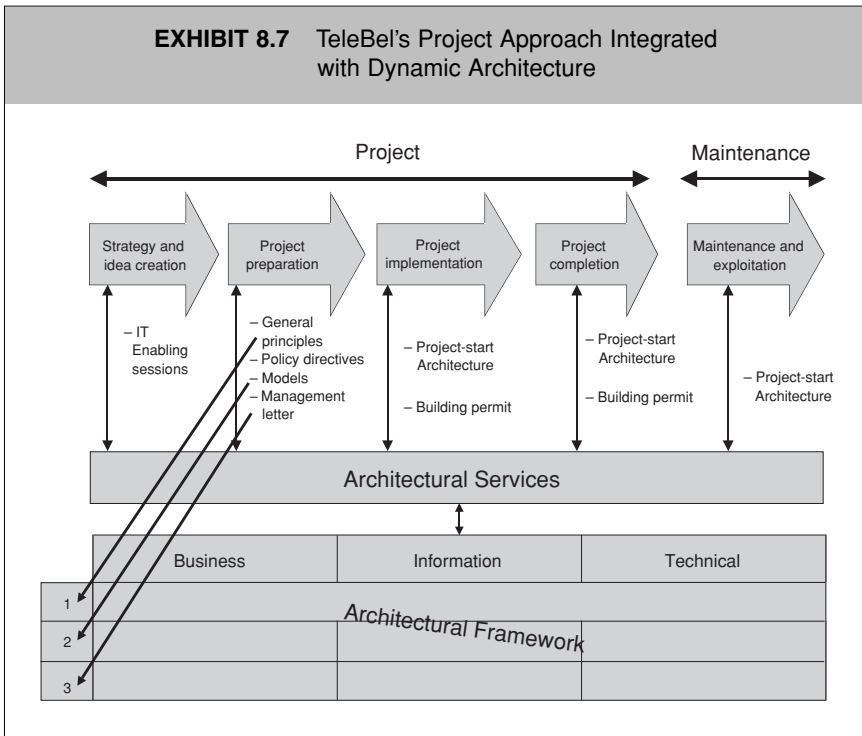 EXHIBIT 8.7 TeleBel's Project Approach Integrated
with Dynamic Architecture
Project
Maintenance
Strategy and
idea creation
Project
preparation
Project
implementation
Project
completion
Maintenance and
exploitation
– IT
Enabling
sessions
– General
principles
– Policy directives
– Models
– Management
letter
– Project-start
Architecture
– Building permit
– Project-start
Architecture
– Building permit
– Project-start
Architecture
Architectural Services
Business
Information
Technical
1
2
3
Architectural Framework